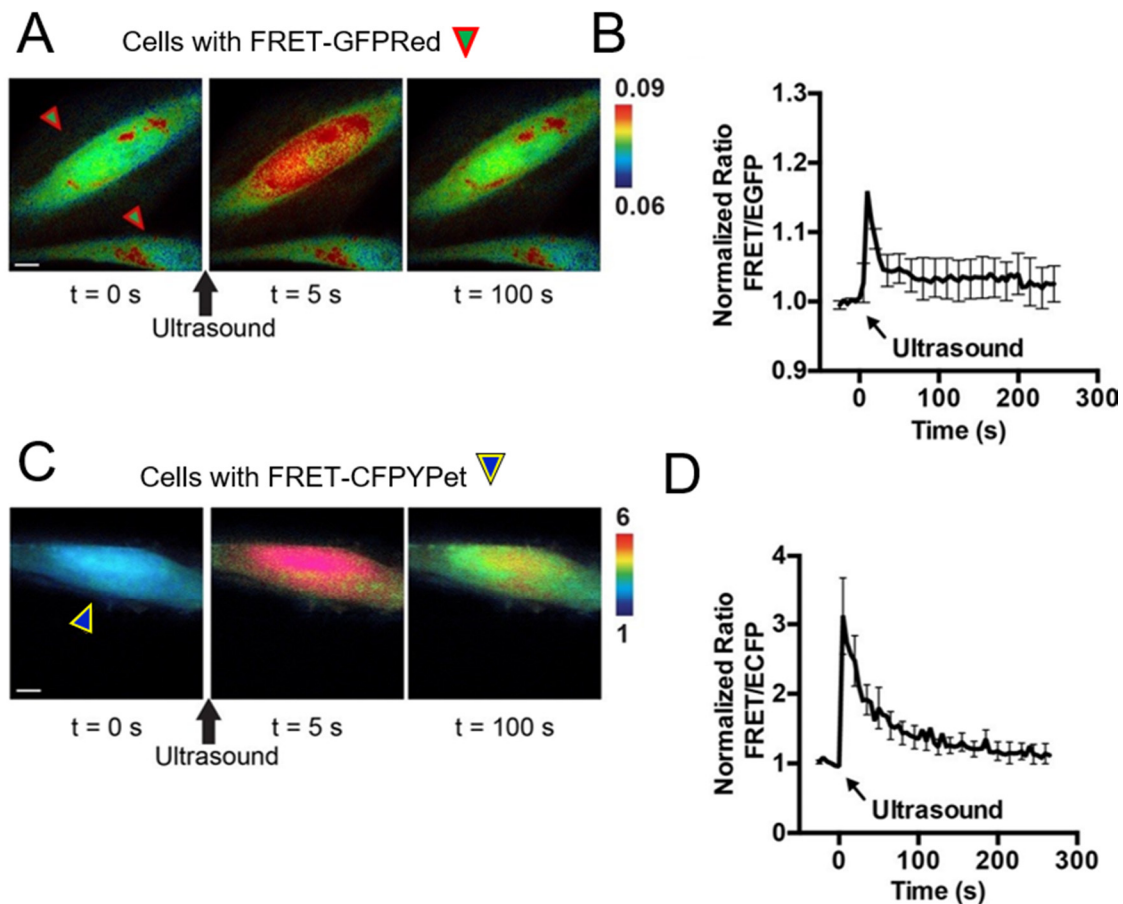 A
Cells with FRET-GFPRed
0.09
0.06
t = 0 s
t = 5 s
t = 100 s
Ultrasound
B
Normalized Ratio
FRET/EGFP
1.3
1.2
1.1
1.0
0.9
Ultrasound
0
100
200
300
Time (s)
C
Cells with FRET-CFPYPet
6
1
t = 0 s
t = 5 s
t = 100 s
Ultrasound
D
Normalized Ratio
FRET/ECFP
4
3
2
1
0
Ultrasound
0
100
200
300
Time (s)